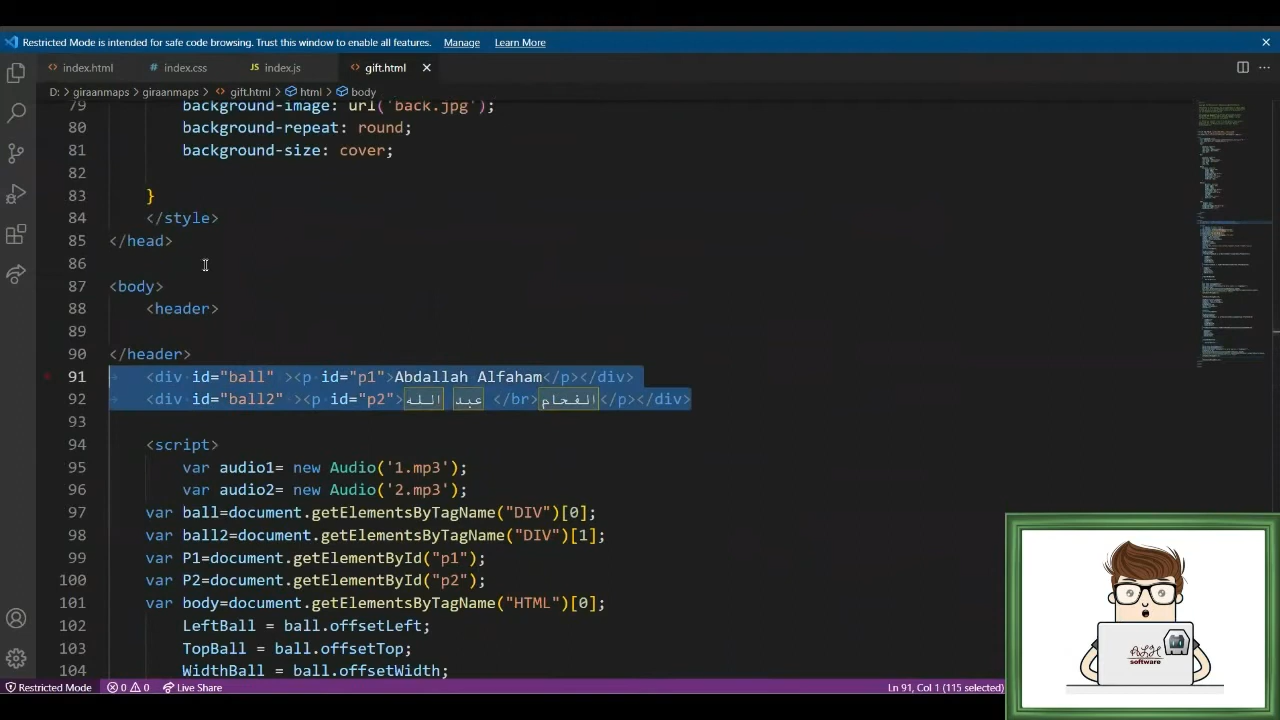 Restricted Mode is intended for safe code browsing. Trust this window to enable all features. Manage Learn More
index.html index.css JS index.js gift.html
D: > giraanmaps > giraanmaps > gift.html > html > body
79 background-image: url('back.jpg');
80 background-repeat: round;
81 background-size: cover;
82
83 }
84 </style>
85 </head>
86
87 <body>
88 <header>
89
90 </header>
91 <div id="ball" ><p id="p1">Abdallah Alfaham</p></div>
92 <div id="ball2" ><p id="p2">عبد الله </br>الفحام</p></div>
93
94 <script>
95 var audio1= new Audio('1.mp3');
96 var audio2= new Audio('2.mp3');
97 var ball=document.getElementsByTagName("DIV")[0];
98 var ball2=document.getElementsByTagName("DIV")[1];
99 var P1=document.getElementById("p1");
100 var P2=document.getElementById("p2");
101 var body=document.getElementsByTagName("HTML")[0];
102 LeftBall = ball.offsetLeft;
103 TopBall = ball.offsetTop;
104 WidthBall = ball.offsetWidth;
Restricted Mode 0 0 Live Share Ln 91, Col 1 (115 selected)
software